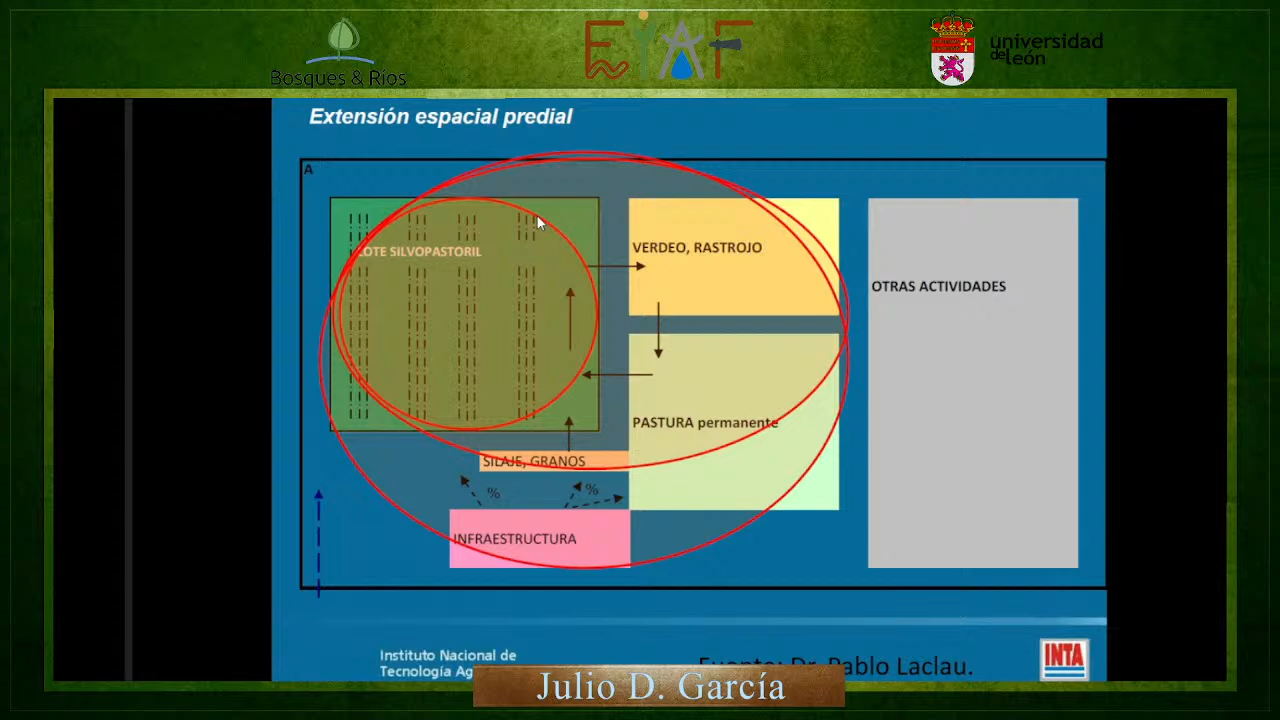 Bosques & Ríos
EYAF
universidad
de león
Extensión espacial predial
A
LOTE SILVOPASTORIL
VERDEO, RASTROJO
OTRAS ACTIVIDADES
PASTURA permanente
SILAJE, GRANOS
%
%
INFRAESTRUCTURA
Instituto Nacional de
Tecnología Ag
Fuente: Dr. Pablo Laclau.
INTA
Julio D. García